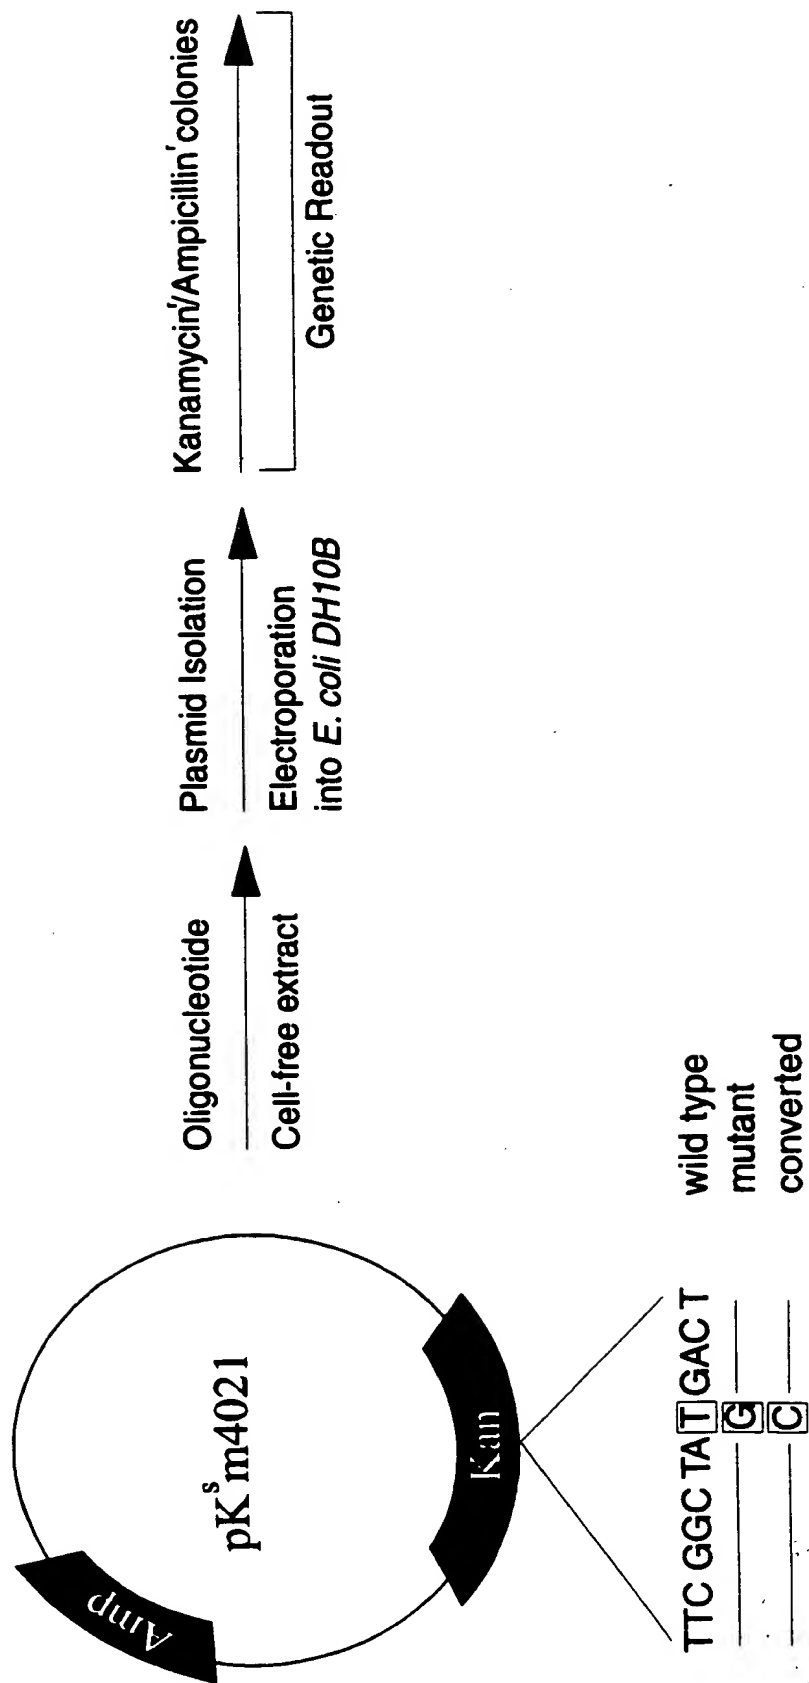 Amp
pKˢm4021
Kan
Oligonucleotide
Cell-free extract
Plasmid Isolation
Electroporation
into E. coli DH10B
Kanamycinʳ/Ampicillinʳ colonies
Genetic Readout
TTC GGC TAT GAC T wild type
G mutant
C converted